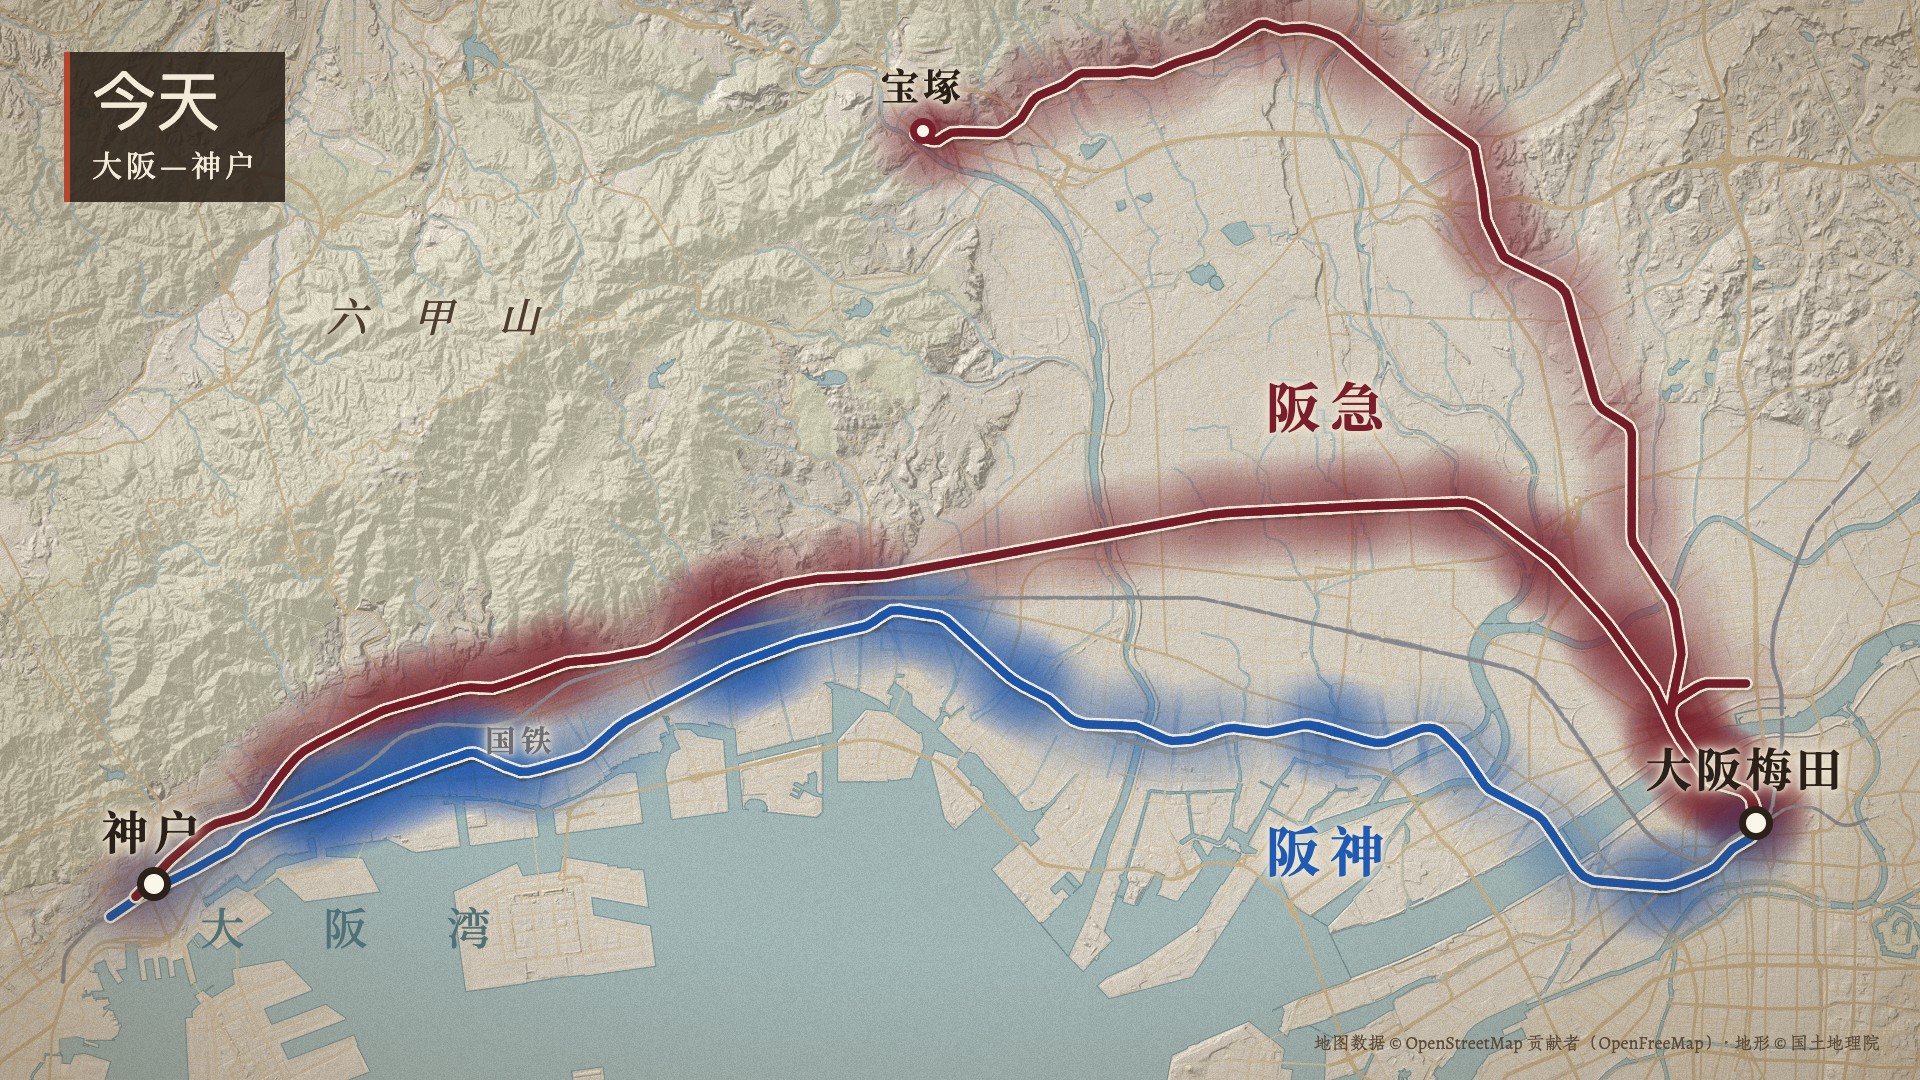 今天
大阪—神户
宝塚
六甲山
阪急
国铁
大阪梅田
神户
阪神
大阪湾
地图数据 © OpenStreetMap 贡献者（OpenFreeMap）· 地形 © 国土地理院